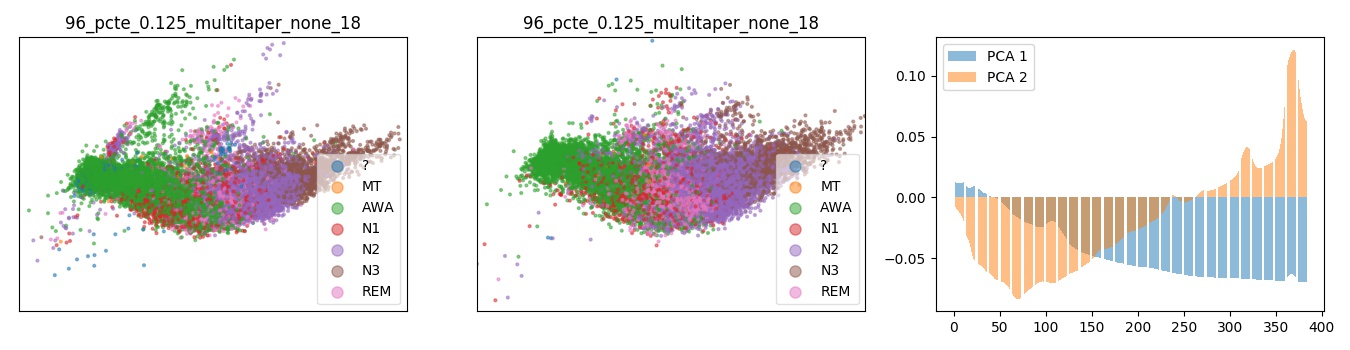 96_pcte_0.125_multitaper_none_18
?
MT
AWA
N1
N2
N3
REM
96_pcte_0.125_multitaper_none_18
?
MT
AWA
N1
N2
N3
REM
PCA 1
PCA 2
0.10
0.05
0.00
−0.05
0 50 100 150 200 250 300 350 400